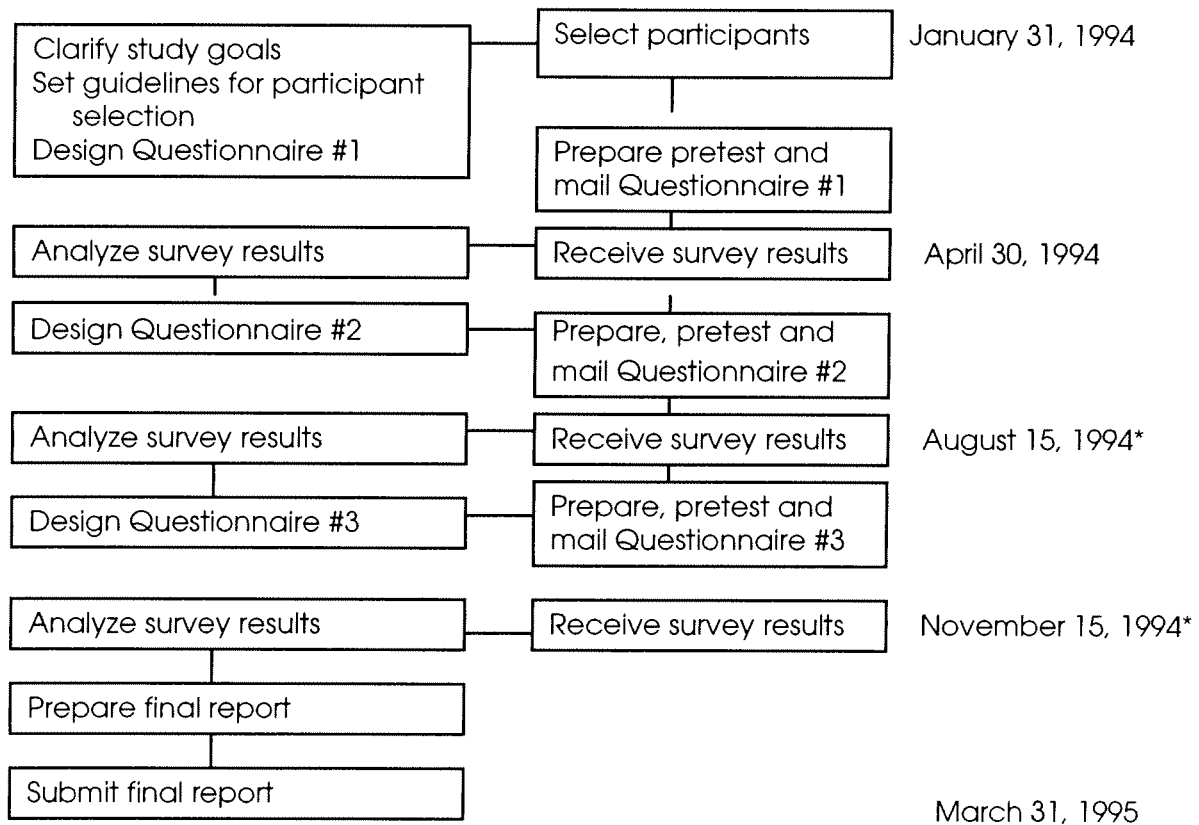 Clarify study goals
Set guidelines for participant
selection
Design Questionnaire #1
Select participants
January 31, 1994
Prepare pretest and
mail Questionnaire #1
Analyze survey results
Receive survey results
April 30, 1994
Design Questionnaire #2
Prepare, pretest and
mail Questionnaire #2
Analyze survey results
Receive survey results
August 15, 1994*
Design Questionnaire #3
Prepare, pretest and
mail Questionnaire #3
Analyze survey results
Receive survey results
November 15, 1994*
Prepare final report
Submit final report
March 31, 1995